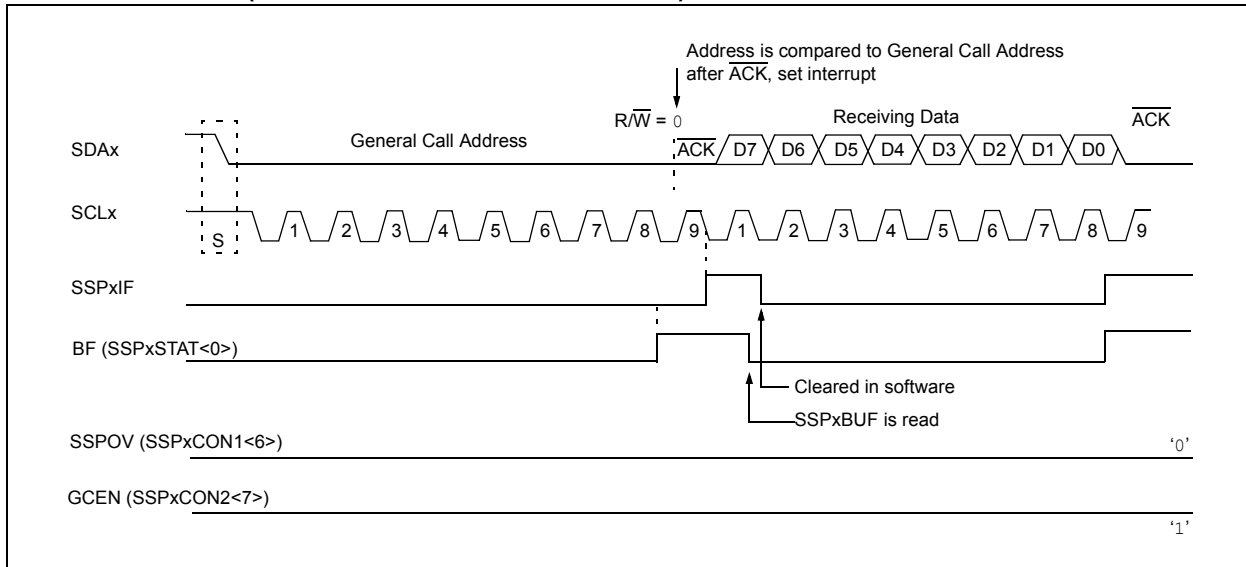 Address is compared to General Call Address
after ACK, set interrupt
R/W = 0
Receiving Data
ACK
SDAx
General Call Address
ACK
D7
D6
D5
D4
D3
D2
D1
D0
SCLx
S
1
2
3
4
5
6
7
8
9
1
2
3
4
5
6
7
8
9
SSPxIF
BF (SSPxSTAT<0>)
Cleared in software
SSPxBUF is read
SSPOV (SSPxCON1<6>)
‘0’
GCEN (SSPxCON2<7>)
‘1’